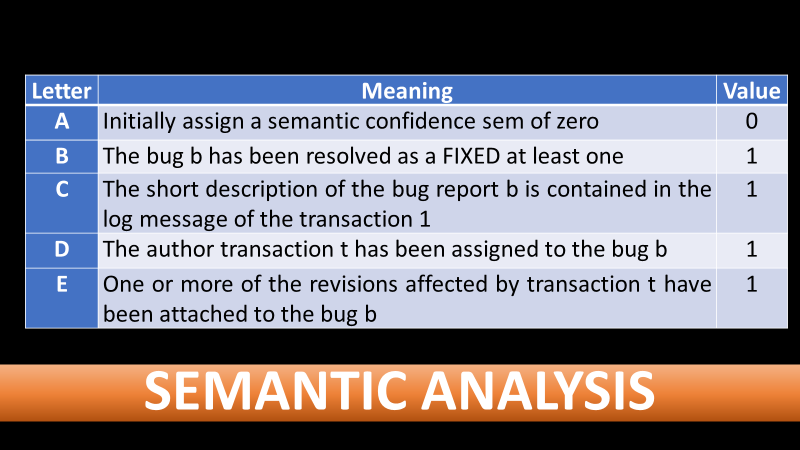 Letter Meaning Value
A Initially assign a semantic confidence sem of zero 0
B The bug b has been resolved as a FIXED at least one 1
C The short description of the bug report b is contained in the 1
log message of the transaction 1
D The author transaction t has been assigned to the bug b 1
E One or more of the revisions affected by transaction t have 1
been attached to the bug b
SEMANTIC ANALYSIS